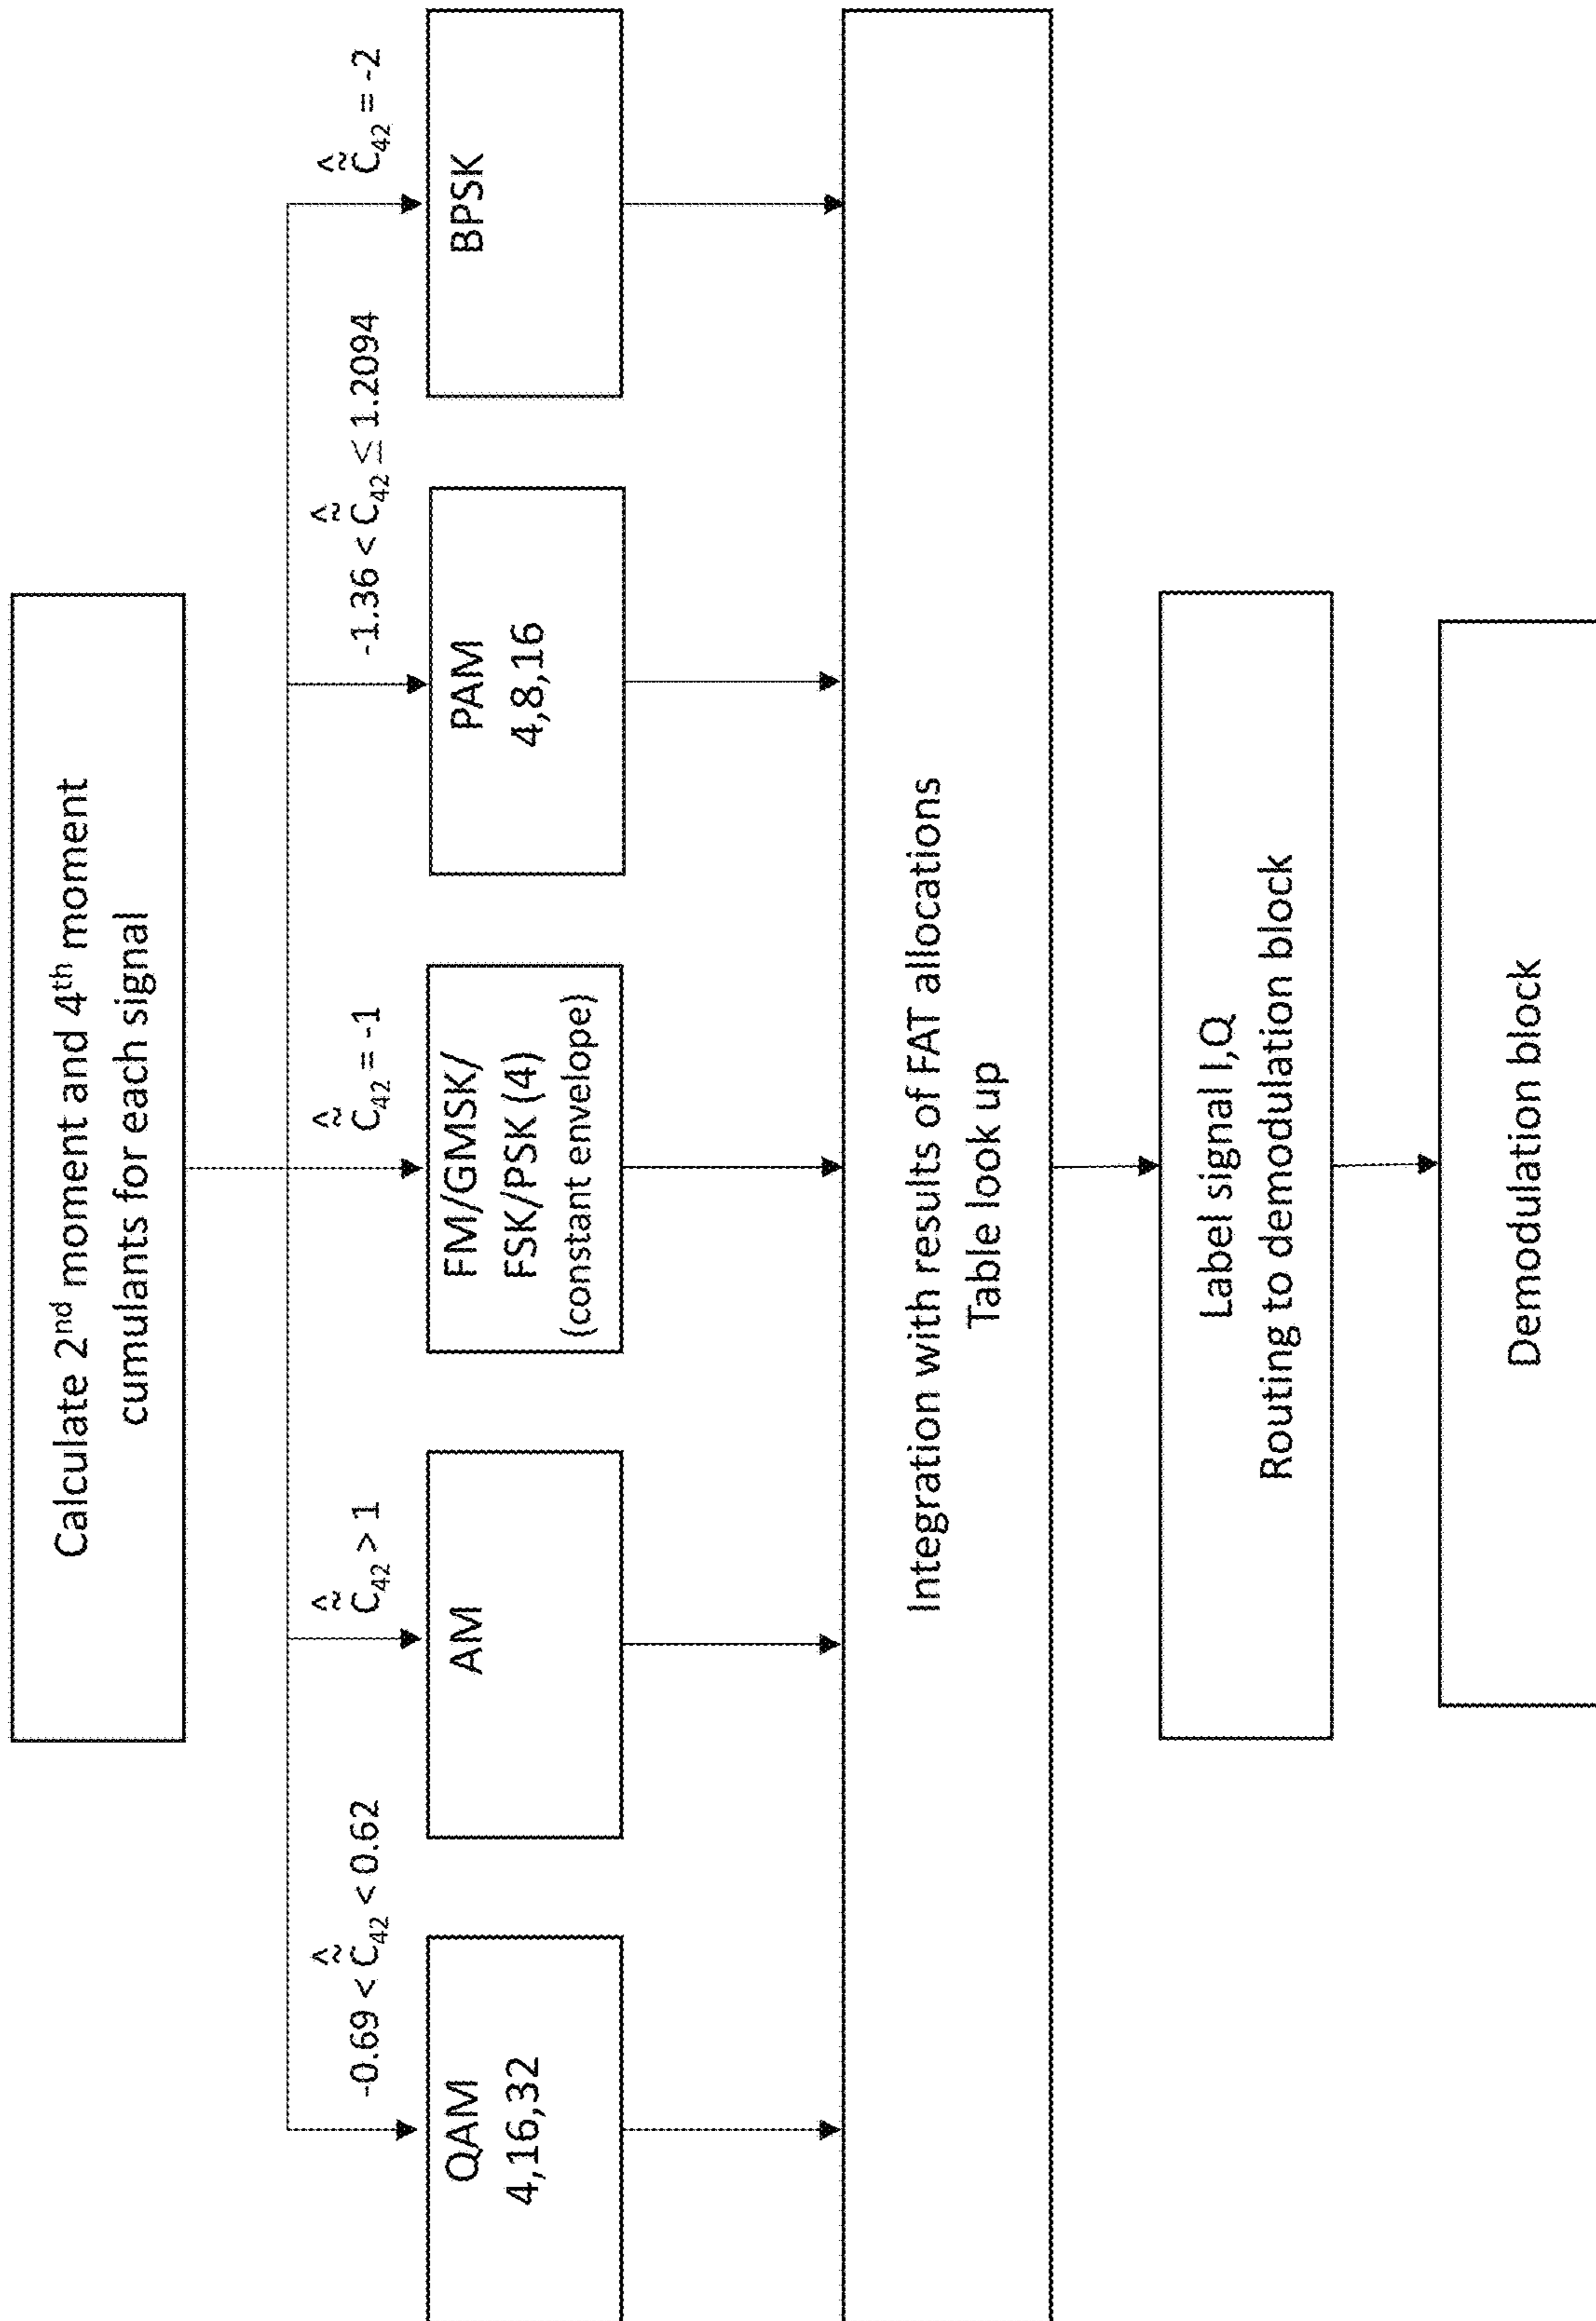 Calculate 2nd moment and 4th moment
cumulants for each signal
-0.69 < C̃̂42 < 0.62
C̃̂42 > 1
C̃̂42 = -1
-1.36 < C̃̂42 ≤ 1.2094
C̃̂42 = -2
QAM
4,16,32
AM
FM/GMSK/
FSK/PSK (4)
(constant envelope)
PAM
4,8,16
BPSK
Integration with results of FAT allocations
Table look up
Label signal I,Q
Routing to demodulation block
Demodulation block